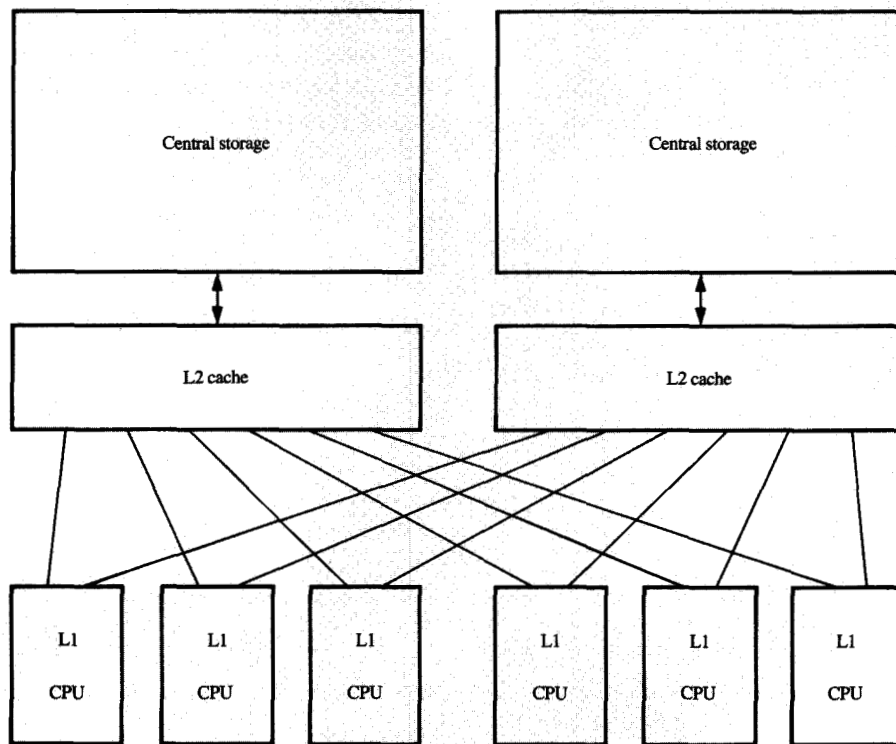 Central storage
Central storage
L2 cache
L2 cache
L1
CPU
L1
CPU
L1
CPU
L1
CPU
L1
CPU
L1
CPU